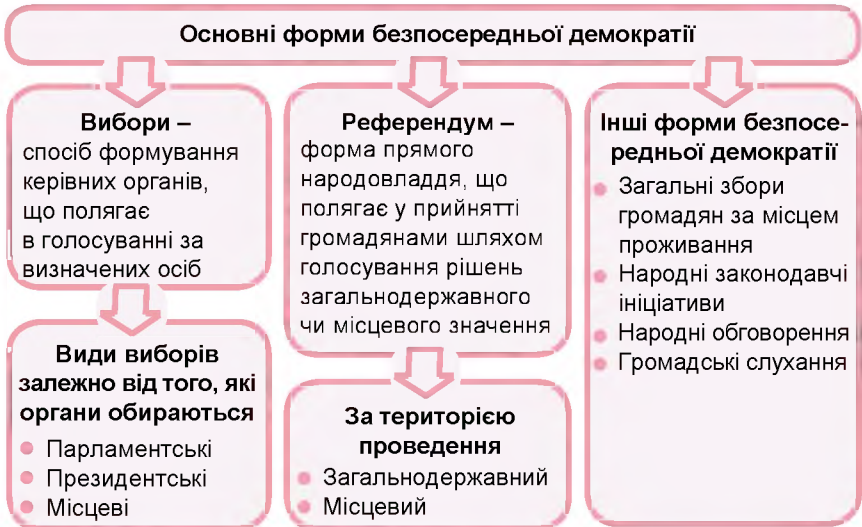 Основні форми безпосередньої демократії
Вибори –
спосіб формування
керівних органів,
що полягає
в голосуванні за
визначених осіб
Види виборів
залежно від того, які
органи обираються
Парламентські
Президентські
Місцеві
Референдум –
форма прямого
народовладдя, що
полягає у прийнятті
громадянами шляхом
голосування рішень
загальнодержавного
чи місцевого значення
За територією
проведення
Загальнодержавний
Місцевий
Інші форми безпосе-
редньої демократії
Загальні збори
громадян за місцем
проживання
Народні законодавчі
ініціативи
Народні обговорення
Громадські слухання